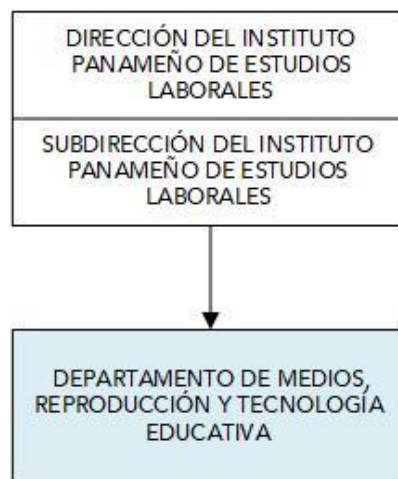 DIRECCIÓN DEL INSTITUTO
PANAMEÑO DE ESTUDIOS
LABORALES
SUBDIRECCIÓN DEL INSTITUTO
PANAMEÑO DE ESTUDIOS
LABORALES
DEPARTAMENTO DE MEDIOS,
REPRODUCCIÓN Y TECNOLOGÍA
EDUCATIVA